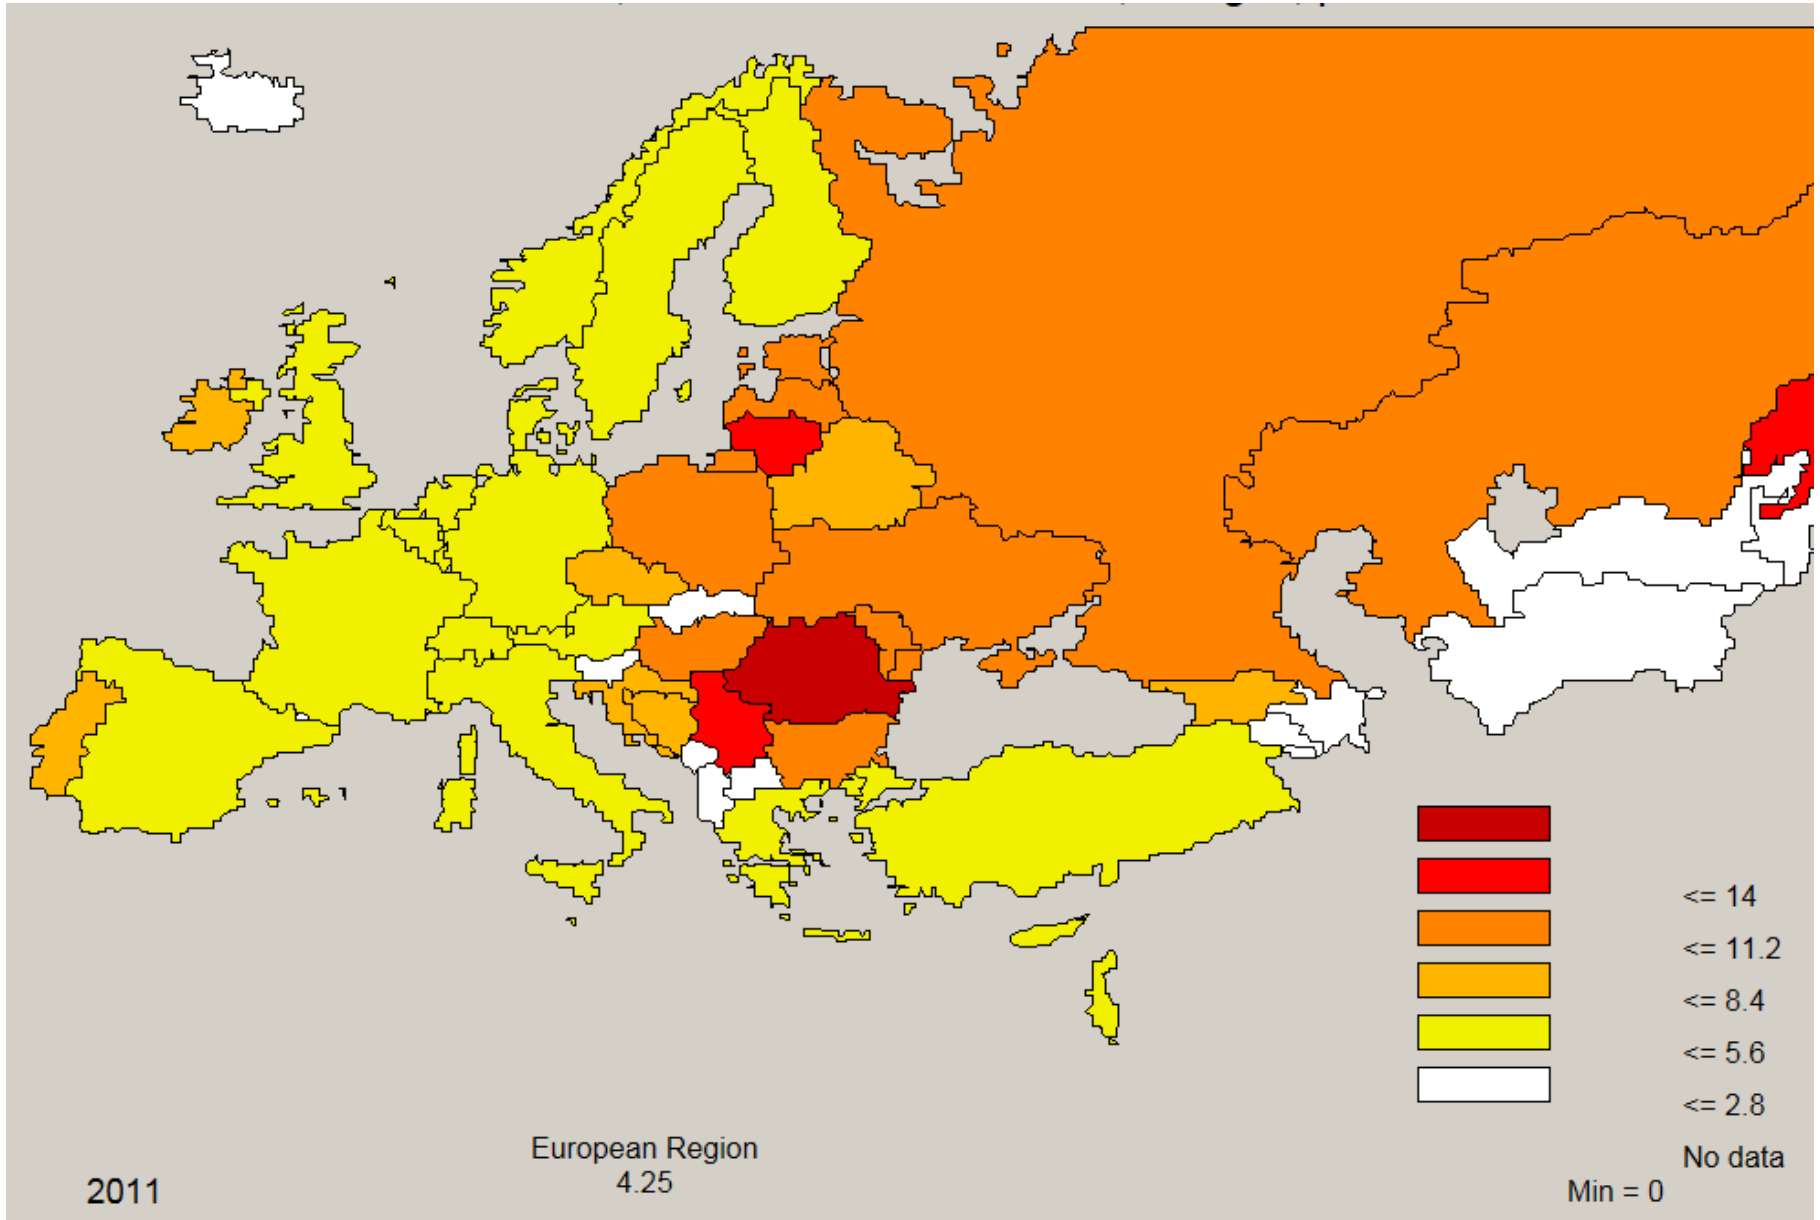 <= 14
<= 11.2
<= 8.4
<= 5.6
<= 2.8
No data
European Region
4.25
2011
Min = 0